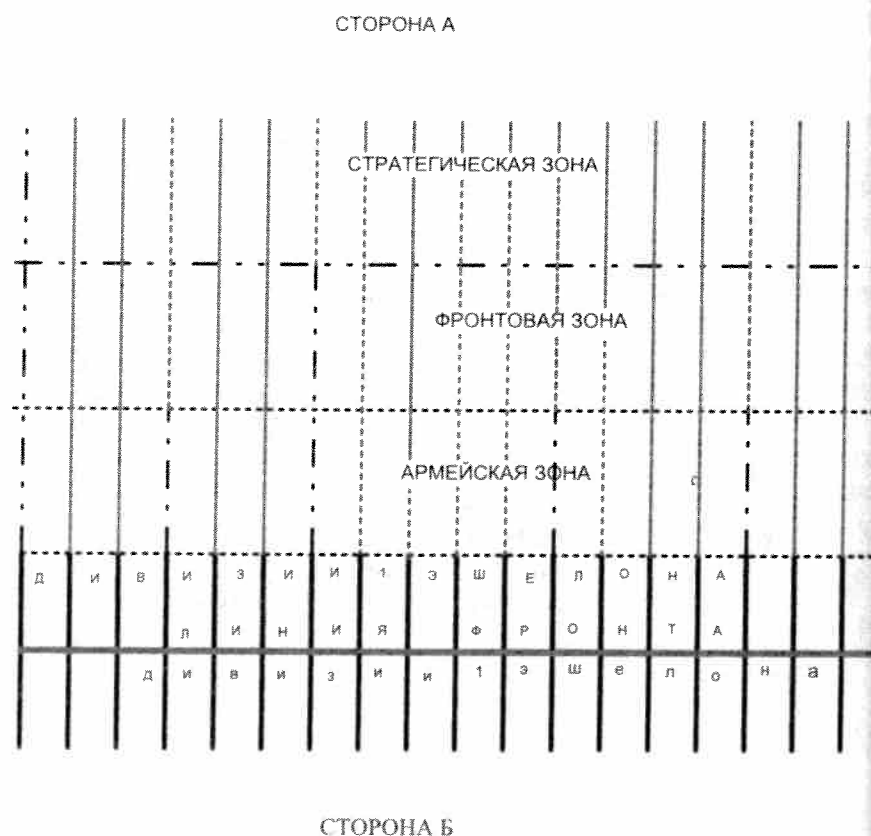 СТОРОНА А
СТРАТЕГИЧЕСКАЯ ЗОНА
ФРОНТОВАЯ ЗОНА
АРМЕЙСКАЯ ЗОНА
Д И В И З И И 1 Э Ш Е Л О Н А
Л И Н И Я Ф Р О Н Т А
Д и в и з и и 1 э ш е л о н а
СТОРОНА Б